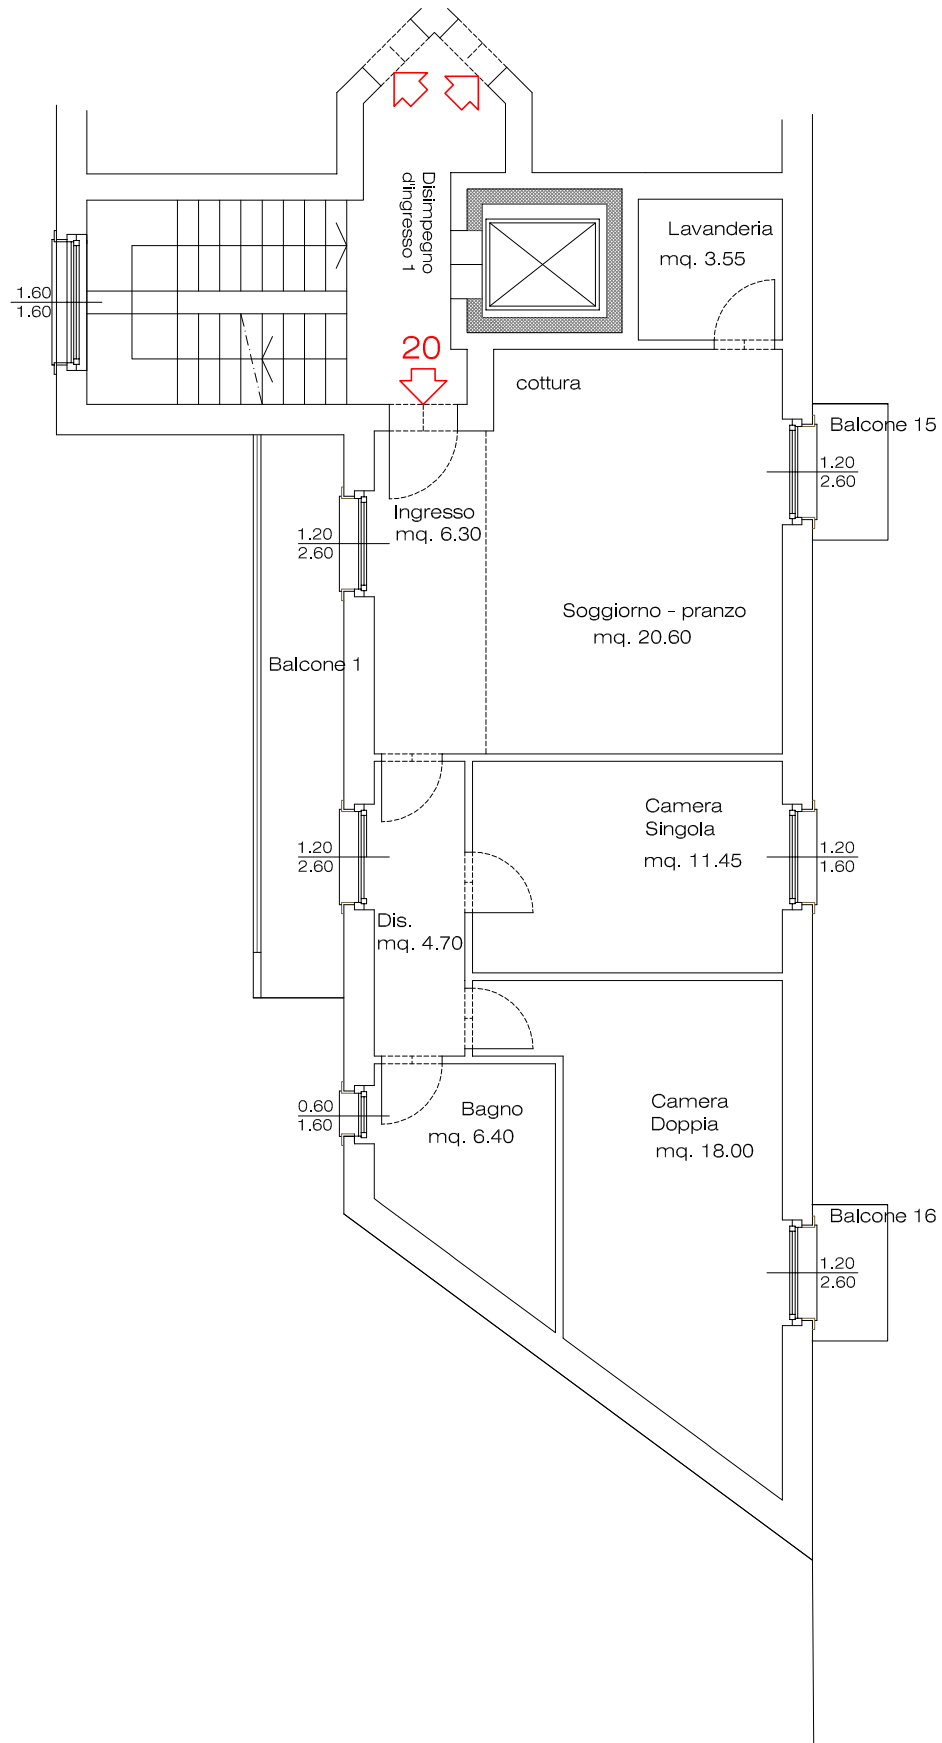 Disimpegno
d'ingresso 1
Lavanderia
mq. 3.55
1.60
1.60
20
cottura
Balcone 15
1.20
2.60
Ingresso
mq. 6.30
1.20
2.60
Soggiorno - pranzo
mq. 20.60
Balcone 1
Camera
Singola
mq. 11.45
1.20
2.60
1.20
1.60
Dis.
mq. 4.70
0.60
1.60
Bagno
mq. 6.40
Camera
Doppia
mq. 18.00
Balcone 16
1.20
2.60